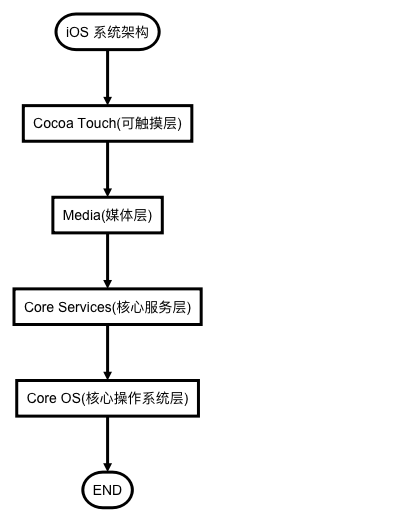 iOS 系统架构
Cocoa Touch(可触摸层)
Media(媒体层)
Core Services(核心服务层)
Core OS(核心操作系统层)
END